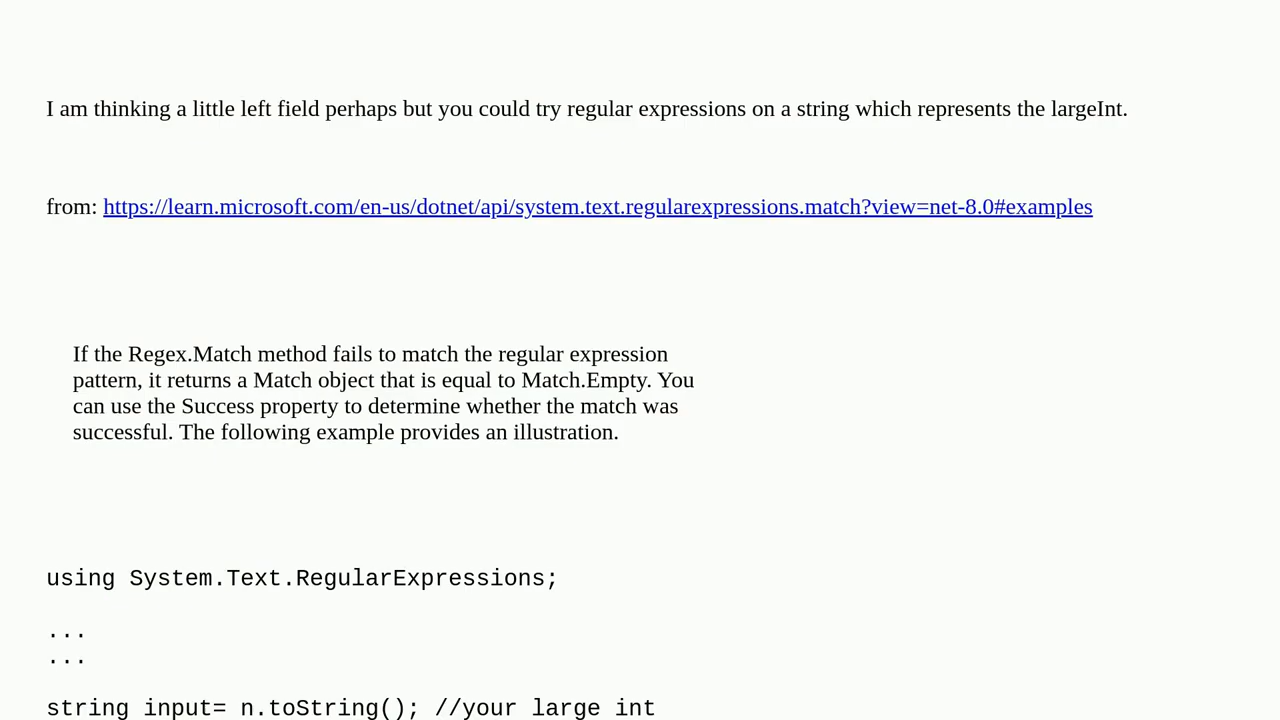 I am thinking a little left field perhaps but you could try regular expressions on a string which represents the largeInt.
from: https://learn.microsoft.com/en-us/dotnet/api/system.text.regularexpressions.match?view=net-8.0#examples
If the Regex.Match method fails to match the regular expression
pattern, it returns a Match object that is equal to Match.Empty. You
can use the Success property to determine whether the match was
successful. The following example provides an illustration.
using System.Text.RegularExpressions;
...
...
string input= n.toString(); //your large int